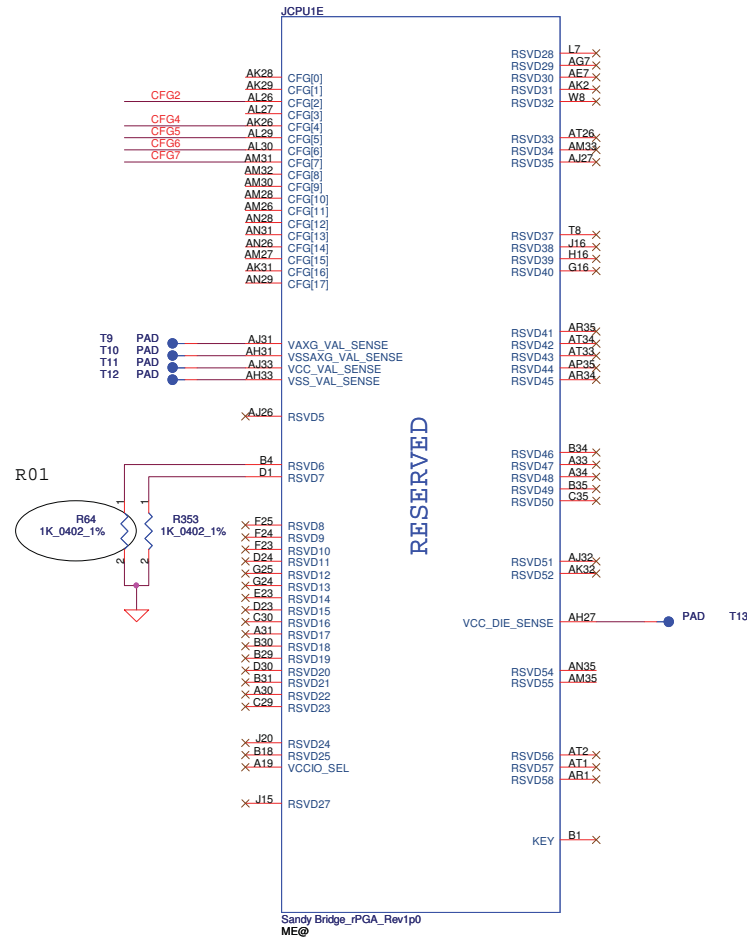 JCPU1E
AK28 CFG[0]
AK29 CFG[1]
CFG2 AL26 CFG[2]
AL27 CFG[3]
CFG4 AK26 CFG[4]
CFG5 AL29 CFG[5]
CFG6 AL30 CFG[6]
CFG7 AM31 CFG[7]
AM32 CFG[8]
AM30 CFG[9]
AM28 CFG[10]
AM26 CFG[11]
AN28 CFG[12]
AN31 CFG[13]
AN26 CFG[14]
AM27 CFG[15]
AK31 CFG[16]
AN29 CFG[17]
T9 PAD AJ31 VAXG_VAL_SENSE
T10 PAD AH31 VSSAXG_VAL_SENSE
T11 PAD AJ33 VCC_VAL_SENSE
T12 PAD AH33 VSS_VAL_SENSE
AJ26 RSVD5
B4 RSVD6
D1 RSVD7
R01
1 1
R64 R353
1K_0402_1% 1K_0402_1%
2 2
F25 RSVD8
F24 RSVD9
F23 RSVD10
D24 RSVD11
G25 RSVD12
G24 RSVD13
E23 RSVD14
D23 RSVD15
C30 RSVD16
A31 RSVD17
B30 RSVD18
B29 RSVD19
D30 RSVD20
B31 RSVD21
A30 RSVD22
C29 RSVD23
J20 RSVD24
B18 RSVD25
A19 VCCIO_SEL
J15 RSVD27
RESERVED
RSVD28 L7
RSVD29 AG7
RSVD30 AE7
RSVD31 AK2
RSVD32 W8
RSVD33 AT26
RSVD34 AM33
RSVD35 AJ27
RSVD37 T8
RSVD38 J16
RSVD39 H16
RSVD40 G16
RSVD41 AR35
RSVD42 AT34
RSVD43 AT33
RSVD44 AP35
RSVD45 AR34
RSVD46 B34
RSVD47 A33
RSVD48 A34
RSVD49 B35
RSVD50 C35
RSVD51 AJ32
RSVD52 AK32
VCC_DIE_SENSE AH27 PAD T13
RSVD54 AN35
RSVD55 AM35
RSVD56 AT2
RSVD57 AT1
RSVD58 AR1
KEY B1
Sandy Bridge_rPGA_Rev1p0
ME@